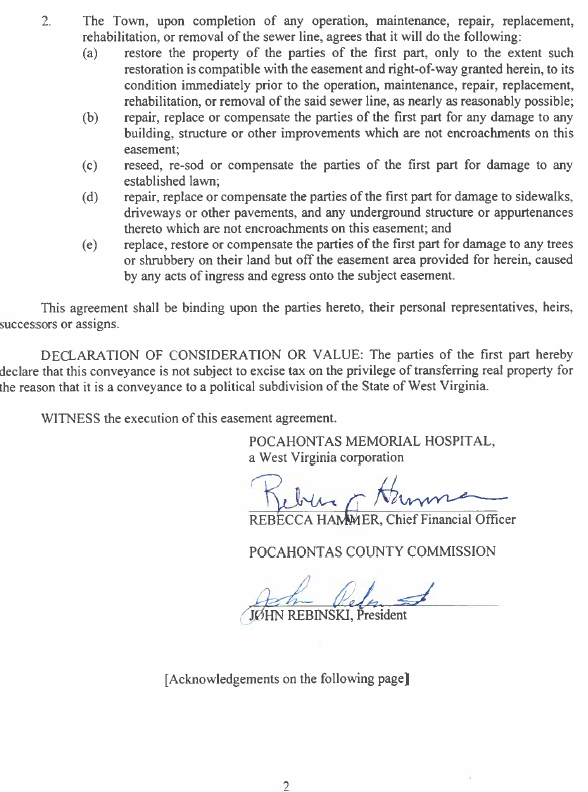 2. The Town, upon completion of any operation, maintenance, repair, replacement,
rehabilitation, or removal of the sewer line, agrees that it will do the following:
(a) restore the property of the parties of the first part, only to the extent such
restoration is compatible with the easement and right-of-way granted herein, to its
condition immediately prior to the operation, maintenance, repair, replacement,
rehabilitation, or removal of the said sewer line, as nearly as reasonably possible;
(b) repair, replace or compensate the parties of the first part for any damage to any
building, structure or other improvements which are not encroachments on this
easement;
(c) reseed, re-sod or compensate the parties of the first part for damage to any
established lawn;
(d) repair, replace or compensate the parties of the first part for damage to sidewalks,
driveways or other pavements, and any underground structure or appurtenances
thereto which are not encroachments on this easement; and
(e) replace, restore or compensate the parties of the first part for damage to any trees
or shrubbery on their land but off the easement area provided for herein, caused
by any acts of ingress and egress onto the subject easement.
This agreement shall be binding upon the parties hereto, their personal representatives, heirs,
successors or assigns.
DECLARATION OF CONSIDERATION OR VALUE: The parties of the first part hereby
declare that this conveyance is not subject to excise tax on the privilege of transferring real property for
the reason that it is a conveyance to a political subdivision of the State of West Virginia.
WITNESS the execution of this easement agreement.
POCAHONTAS MEMORIAL HOSPITAL,
a West Virginia corporation
REBECCA HAMMER, Chief Financial Officer
POCAHONTAS COUNTY COMMISSION
John
JOHN REBINSKI, President
[Acknowledgements on the following page]
2